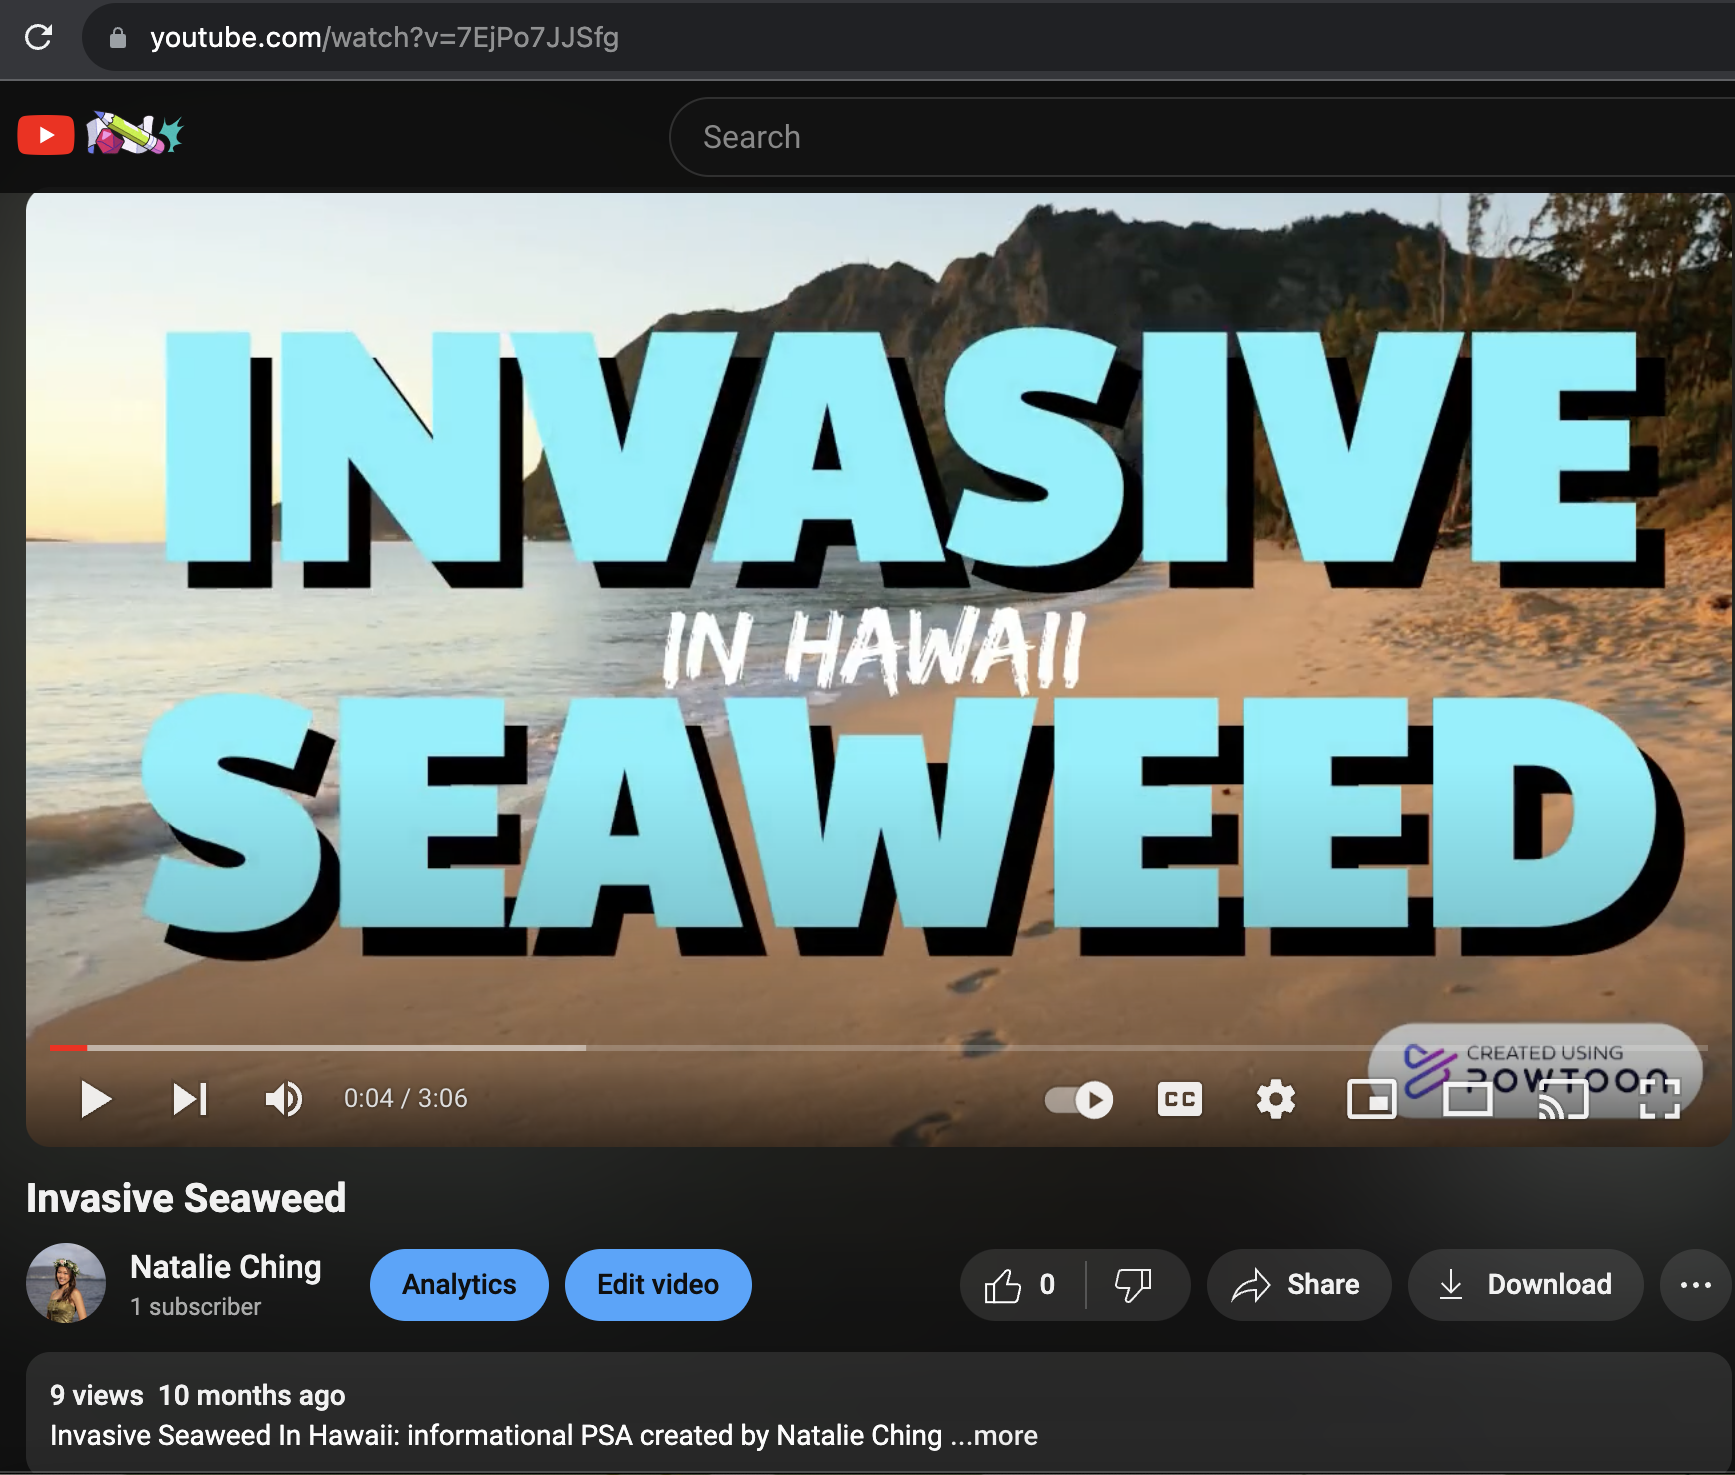 youtube.com/watch?v=7EjPo7JJSfg
Search
INVASIVE
IN HAWAII
SEAWEED
CREATED USING
POWTOON
0:04 / 3:06
CC
Invasive Seaweed
Natalie Ching
1 subscriber
Analytics
Edit video
0
Share
Download
9 views 10 months ago
Invasive Seaweed In Hawaii: informational PSA created by Natalie Ching ...more